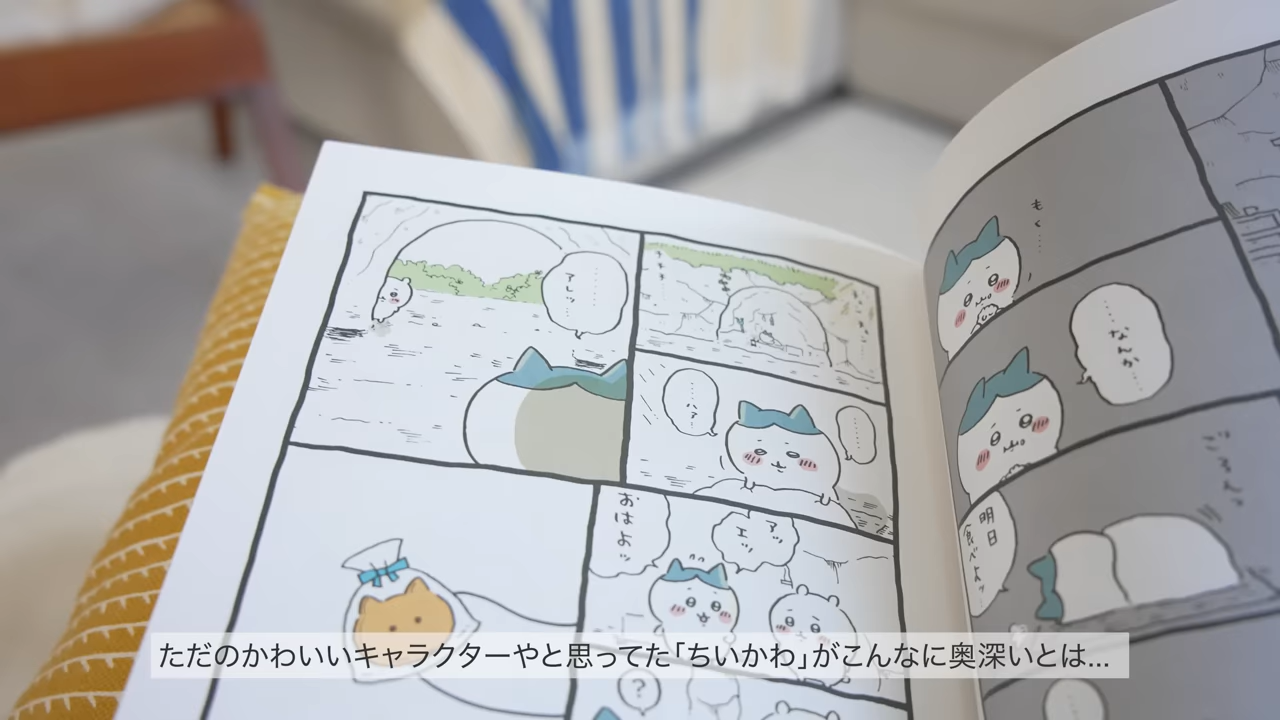 もぐ……
……なんか
ごろん。
明日
食べよッ
……ハァ…
……
アレッ
おはよッ
アッ
エッ
?
ただのかわいいキャラクターやと思ってた「ちいかわ」がこんなに奥深いとは...